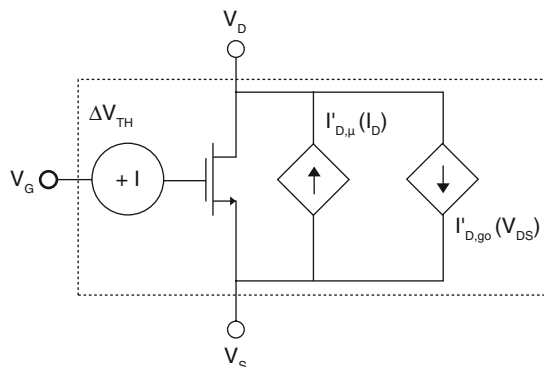 V_D
ΔV_TH
I'_D,μ (I_D)
V_G
+ I
I'_D,go (V_DS)
V_S